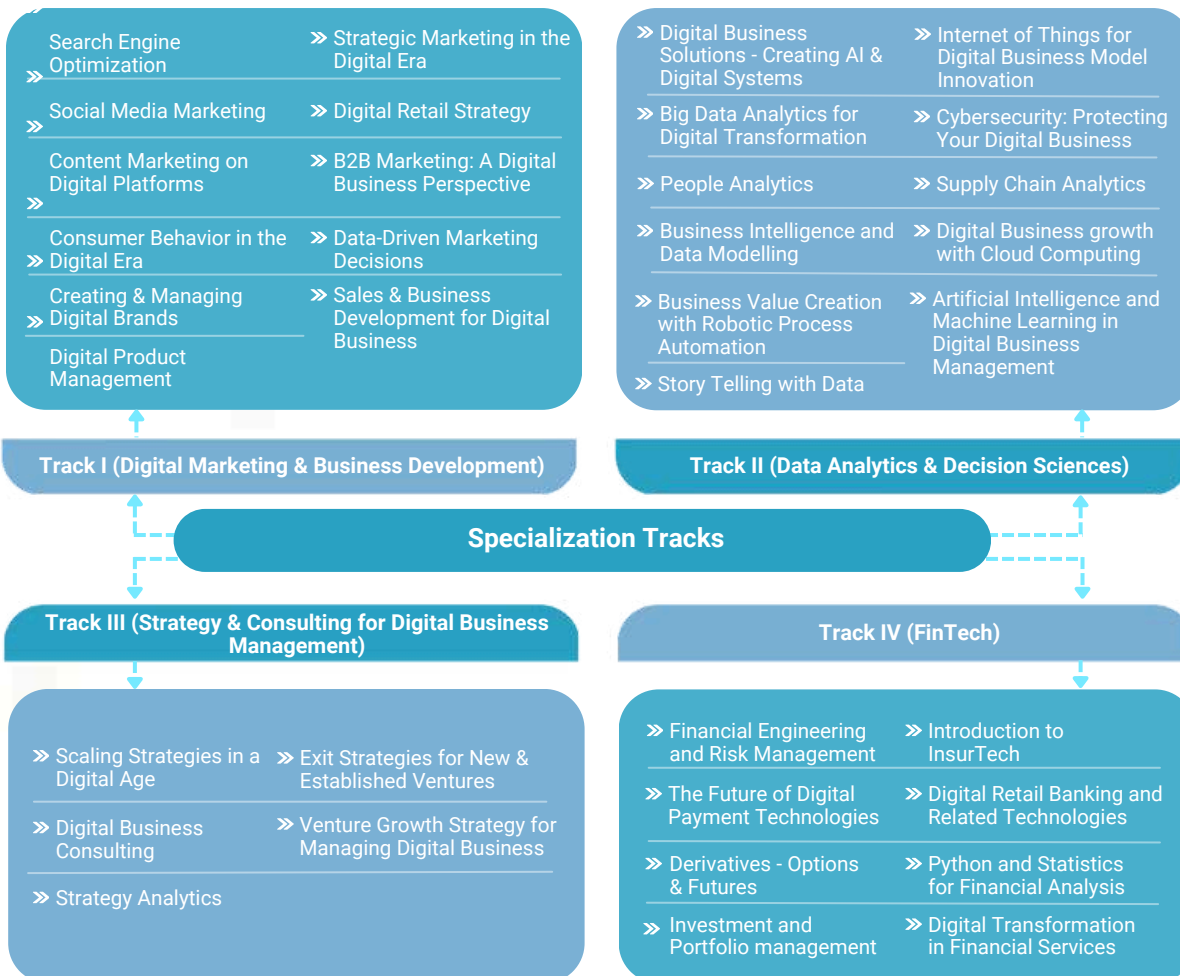 Search Engine
Optimization
Social Media Marketing
Content Marketing on
Digital Platforms
Consumer Behavior in the
Digital Era
Creating & Managing
Digital Brands
Digital Product
Management
Strategic Marketing in the
Digital Era
Digital Retail Strategy
B2B Marketing: A Digital
Business Perspective
Data-Driven Marketing
Decisions
Sales & Business
Development for Digital
Business
Digital Business
Solutions - Creating AI &
Digital Systems
Big Data Analytics for
Digital Transformation
People Analytics
Business Intelligence and
Data Modelling
Business Value Creation
with Robotic Process
Automation
Story Telling with Data
Internet of Things for
Digital Business Model
Innovation
Cybersecurity: Protecting
Your Digital Business
Supply Chain Analytics
Digital Business growth
with Cloud Computing
Artificial Intelligence and
Machine Learning in
Digital Business
Management
Track I (Digital Marketing & Business Development)
Track II (Data Analytics & Decision Sciences)
Specialization Tracks
Track III (Strategy & Consulting for Digital Business
Management)
Track IV (FinTech)
Scaling Strategies in a
Digital Age
Digital Business
Consulting
Strategy Analytics
Exit Strategies for New &
Established Ventures
Venture Growth Strategy for
Managing Digital Business
Financial Engineering
and Risk Management
The Future of Digital
Payment Technologies
Derivatives - Options
& Futures
Investment and
Portfolio management
Introduction to
InsurTech
Digital Retail Banking and
Related Technologies
Python and Statistics
for Financial Analysis
Digital Transformation
in Financial Services